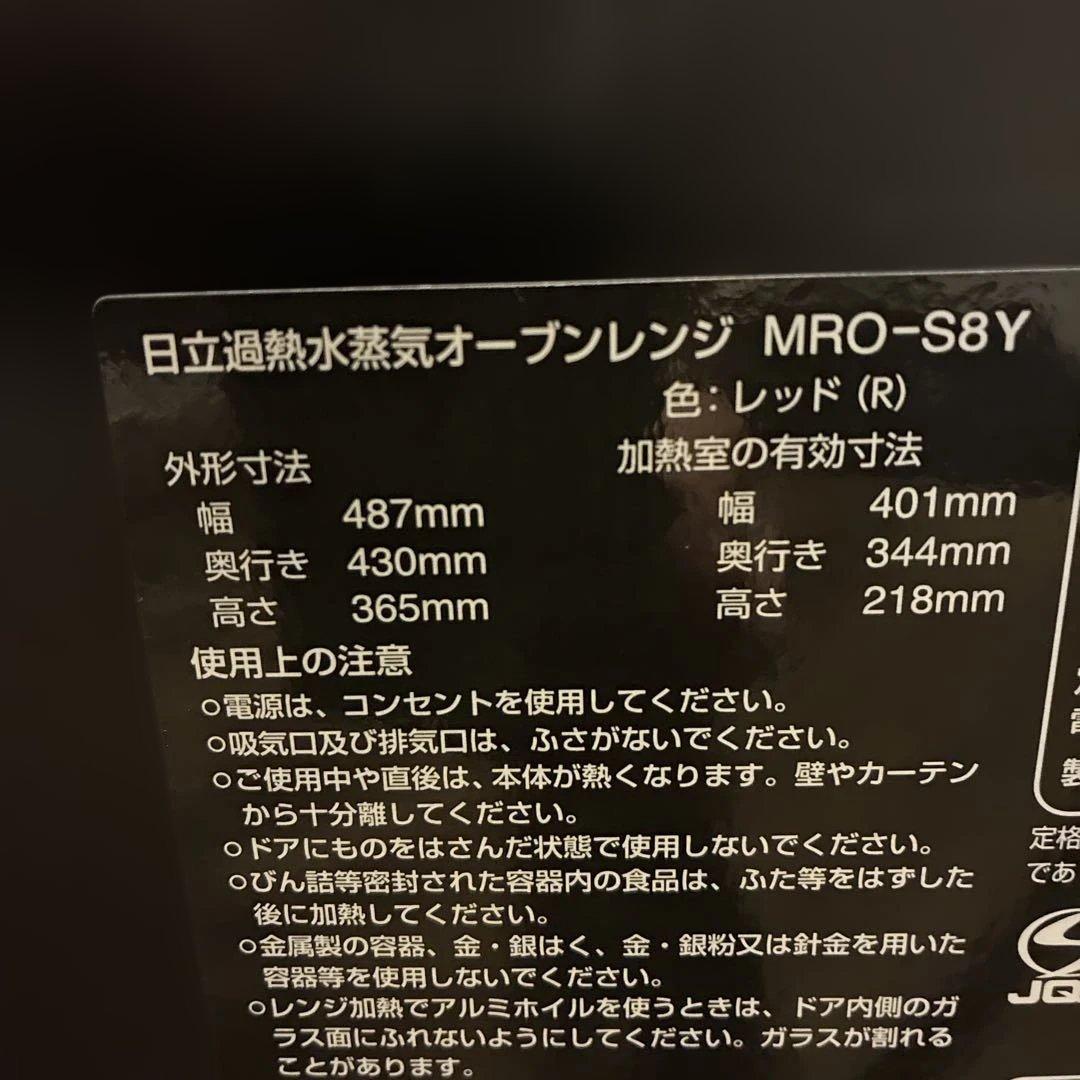 日立過熱水蒸気オーブンレンジ MRO-S8Y
色：レッド（R）
外形寸法
幅 487mm
奥行き 430mm
高さ 365mm
加熱室の有効寸法
幅 401mm
奥行き 344mm
高さ 218mm
使用上の注意
○電源は、コンセントを使用してください。
○吸気口及び排気口は、ふさがないでください。
○ご使用中や直後は、本体が熱くなります。壁やカーテン
から十分離してください。
○ドアにものをはさんだ状態で使用しないでください。
○びん詰等密封された容器内の食品は、ふた等をはずした
後に加熱してください。
○金属製の容器、金・銀はく、金・銀粉又は針金を用いた
容器等を使用しないでください。
○レンジ加熱でアルミホイルを使うときは、ドア内側のガ
ラス面にふれないようにしてください。ガラスが割れる
ことがあります。
製
定格
であ
JQ